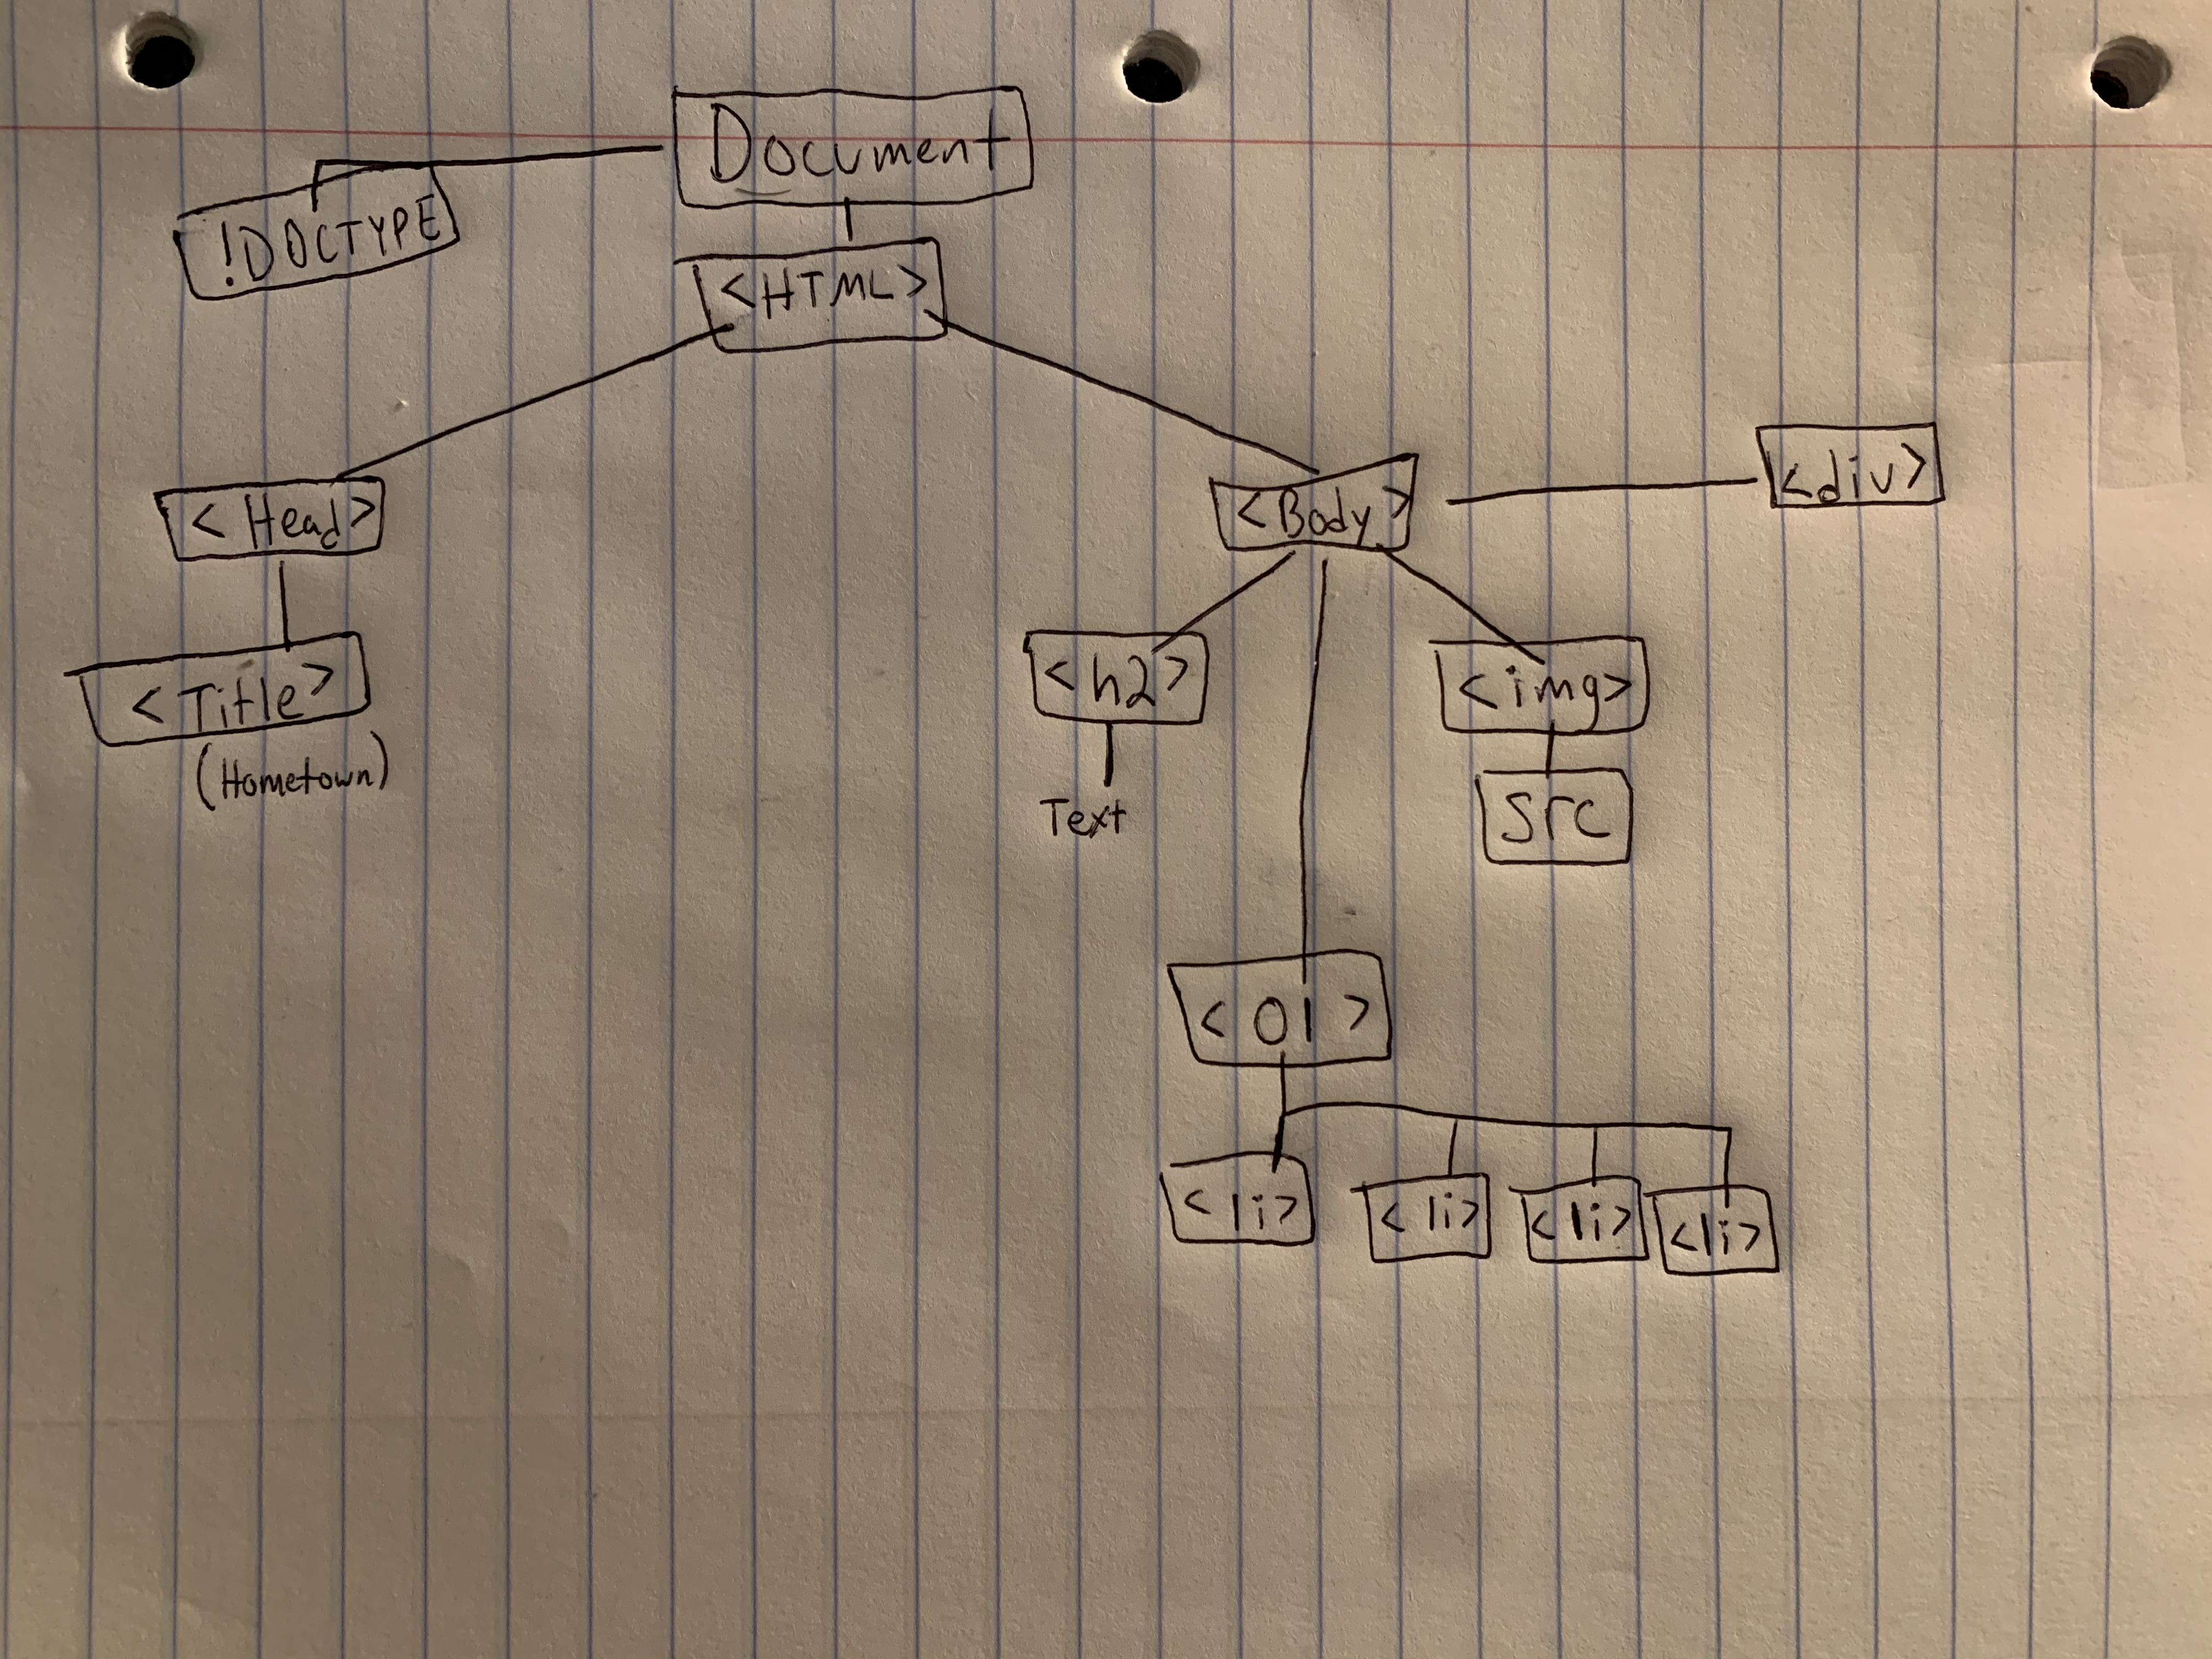 Document
!DOCTYPE
<HTML>
<Head>
<Body>
<div>
<Title>
(Hometown)
<h2>
<img>
Text
Src
<Ol>
<li>
<li>
<li>
<li>